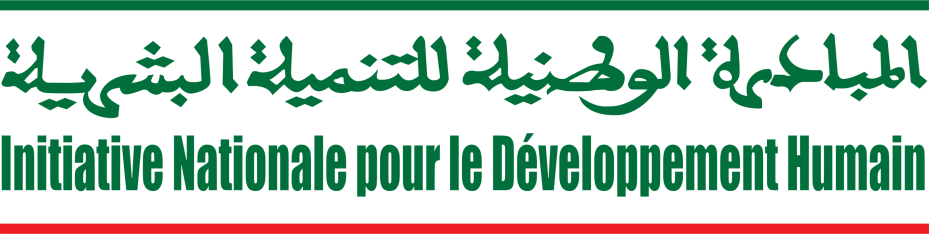 المبادرة الوطنية للتنمية البشرية
Initiative Nationale pour le Développement Humain